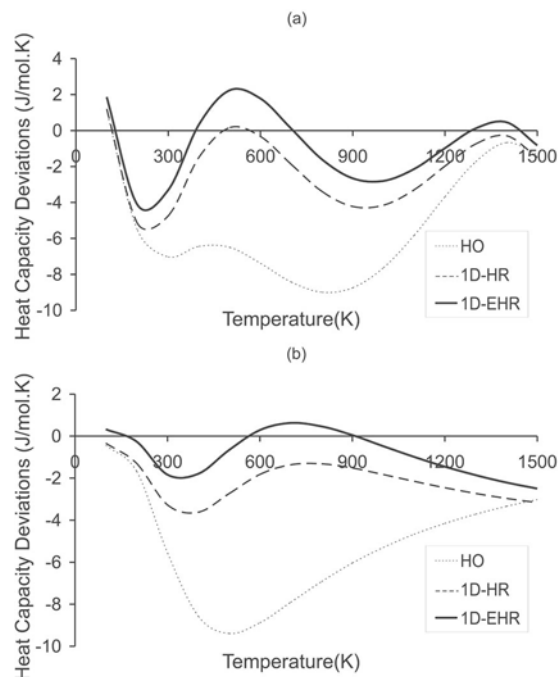 (a)
Heat Capacity Deviations (J/mol.K)
4
2
0
-2
-4
-6
-8
-10
0 300 600 900 1200 1500
HO
1D-HR
1D-EHR
Temperature(K)
(b)
Heat Capacity Deviations (J/mol.K)
2
0
-2
-4
-6
-8
-10
0 300 600 900 1200 1500
HO
1D-HR
1D-EHR
Temperature(K)